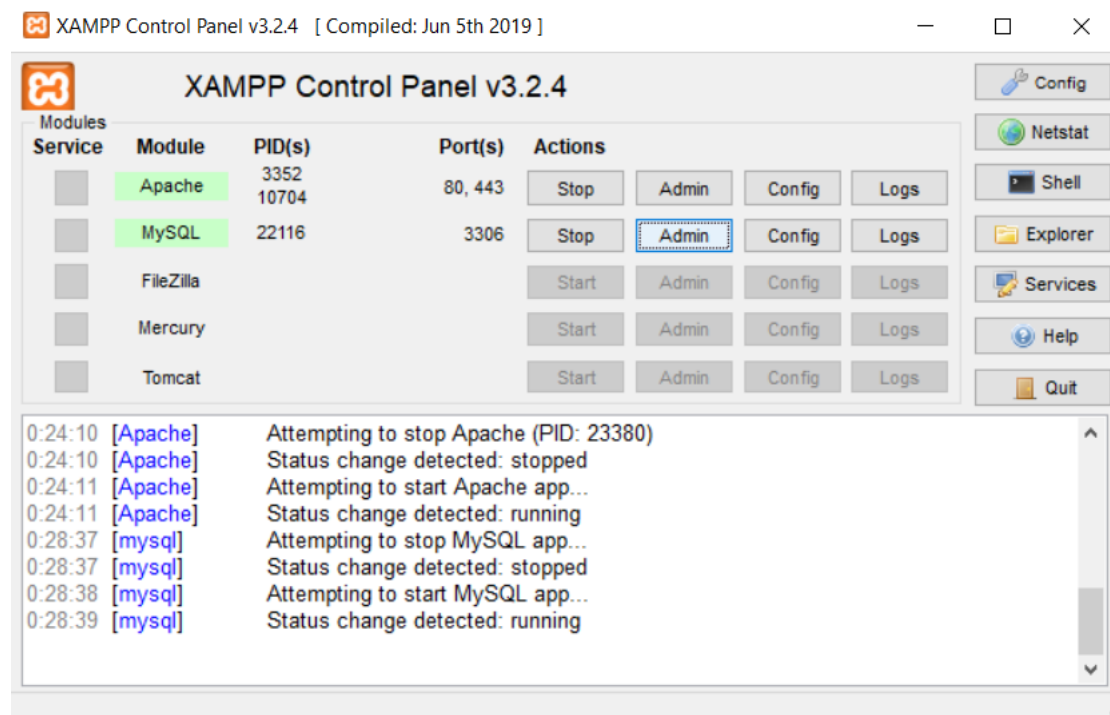 XAMPP Control Panel v3.2.4 [ Compiled: Jun 5th 2019 ]
XAMPP Control Panel v3.2.4
Config
Modules
Service Module PID(s) Port(s) Actions
Netstat
Apache 3352 10704 80, 443 Stop Admin Config Logs
Shell
MySQL 22116 3306 Stop Admin Config Logs
Explorer
FileZilla Start Admin Config Logs
Services
Mercury Start Admin Config Logs
Help
Tomcat Start Admin Config Logs
Quit
0:24:10 [Apache] Attempting to stop Apache (PID: 23380)
0:24:10 [Apache] Status change detected: stopped
0:24:11 [Apache] Attempting to start Apache app...
0:24:11 [Apache] Status change detected: running
0:28:37 [mysql] Attempting to stop MySQL app...
0:28:37 [mysql] Status change detected: stopped
0:28:38 [mysql] Attempting to start MySQL app...
0:28:39 [mysql] Status change detected: running